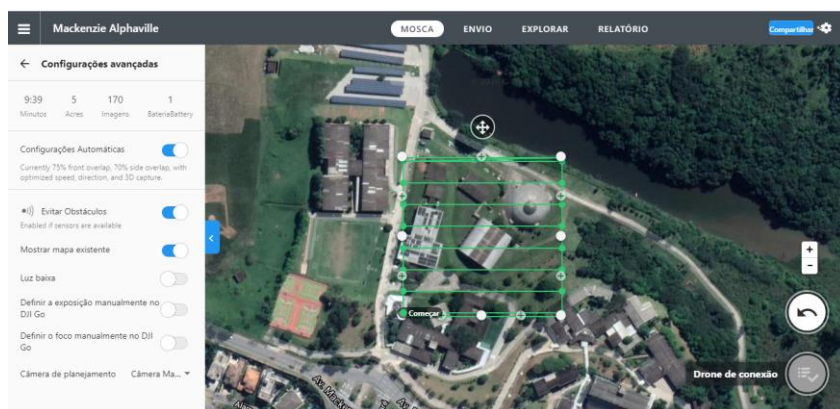 Mackenzie Alphaville
MOSCA ENVIO EXPLORAR RELATÓRIO
Compartilhar
Configurações avançadas
9:39 5 170 1
Minutos Acres Imagens BateriaBattery
Configurações Automáticas
Currently 75% front overlap, 70% side overlap, with
optimized speed, direction, and 3D capture.
Evitar Obstáculos
Enabled if sensors are available
Mostrar mapa existente
Luz baixa
Definir a exposição manualmente no
DJI Go
Definir o foco manualmente no DJI
Go
Câmera de planejamento Câmera Ma...
Começar
Drone de conexão
Av. Mackenzie